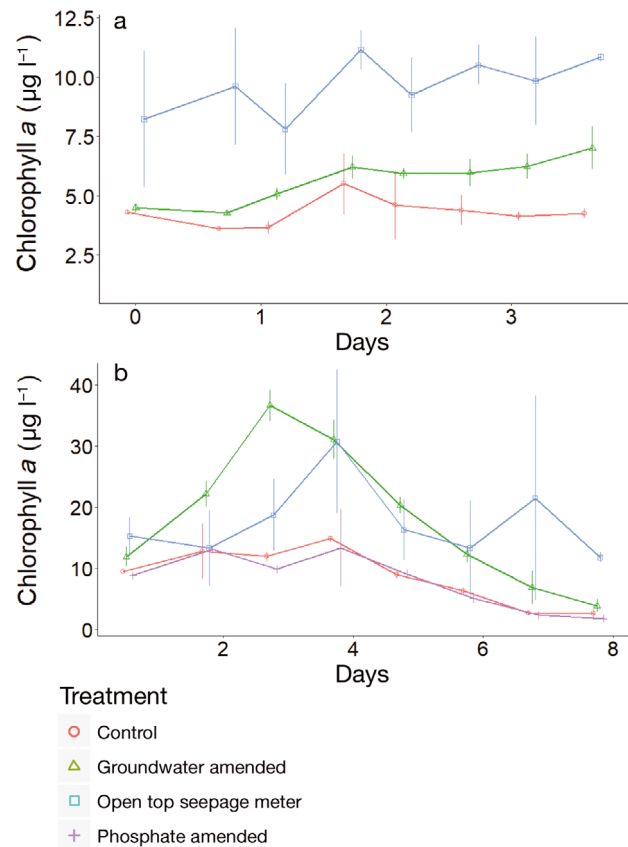 a
Chlorophyll a (µg l⁻¹)
12.5
10.0
7.5
5.0
2.5
0 1 2 3
Days
b
Chlorophyll a (µg l⁻¹)
40
30
20
10
0
2 4 6 8
Days
Treatment
Control
Groundwater amended
Open top seepage meter
Phosphate amended